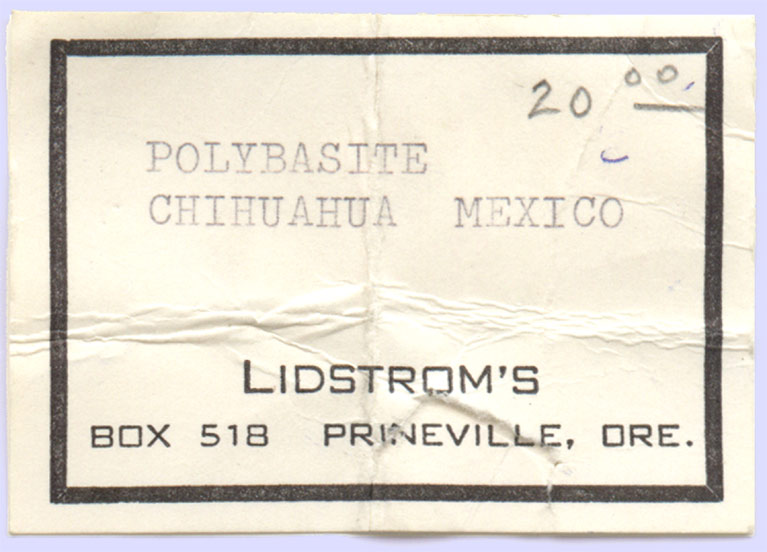 20 00
POLYBASITE
CHIHUAHUA MEXICO
LIDSTROM'S
BOX 518 PRINEVILLE, ORE.